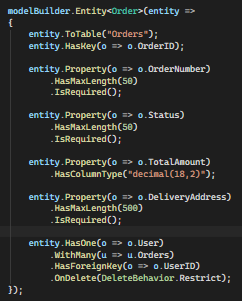 modelBuilder.Entity<Order>(entity =>
{
    entity.ToTable("Orders");
    entity.HasKey(o => o.OrderID);

    entity.Property(o => o.OrderNumber)
        .HasMaxLength(50)
        .IsRequired();

    entity.Property(o => o.Status)
        .HasMaxLength(50)
        .IsRequired();

    entity.Property(o => o.TotalAmount)
        .HasColumnType("decimal(18,2)");

    entity.Property(o => o.DeliveryAddress)
        .HasMaxLength(500)
        .IsRequired();

    entity.HasOne(o => o.User)
        .WithMany(u => u.Orders)
        .HasForeignKey(o => o.UserID)
        .OnDelete(DeleteBehavior.Restrict);
});